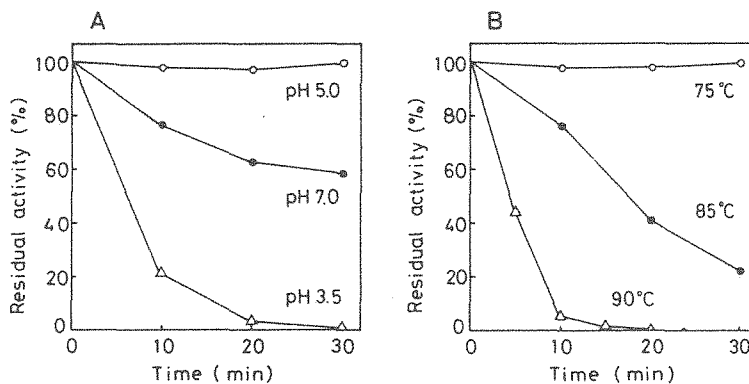 A
Residual activity (%)
100
80
60
40
20
0
pH 5.0
pH 7.0
pH 3.5
0 10 20 30
Time (min)
B
Residual activity (%)
100
80
60
40
20
0
75°C
85°C
90°C
0 10 20 30
Time (min)